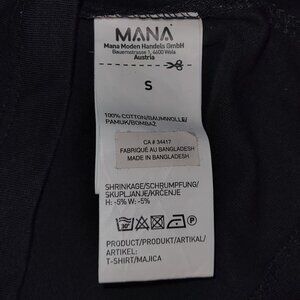 MANA
Mana Moden Handels GmbH
Bauernstrasse 1, 4600 Wels
Austria
S
100% COTTON/BAUMWOLLE/
PAMUK/BOMBAŽ
CA # 34417
FABRIQUÉ AU BANGLADESH
MADE IN BANGLADESH
SHRINKAGE/SCHRUMPFUNG/
SKUPLJANJE/KRČENJE
H: -5% W:-5%
30°
PRODUCT/PRODUKT/ARTIKAL/
ARTIKEL:
T-SHIRT/MAJICA